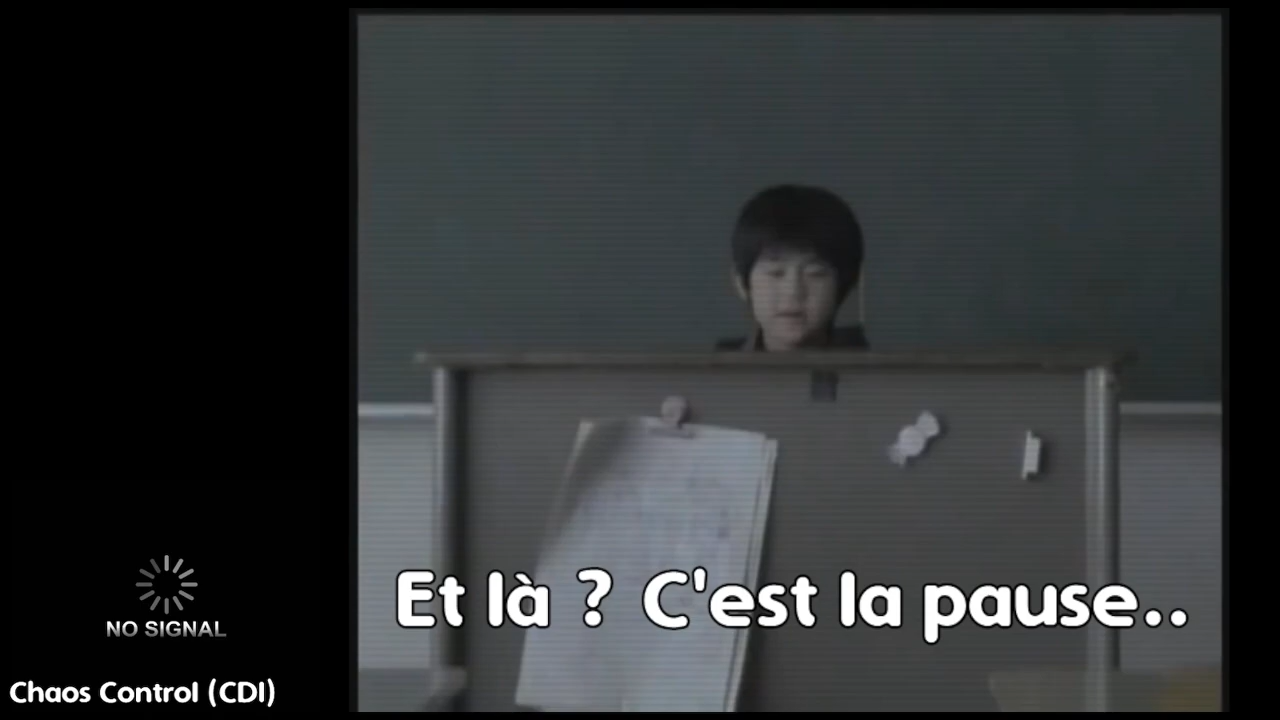 Et là ? C'est la pause..
NO SIGNAL
Chaos Control (CDI)